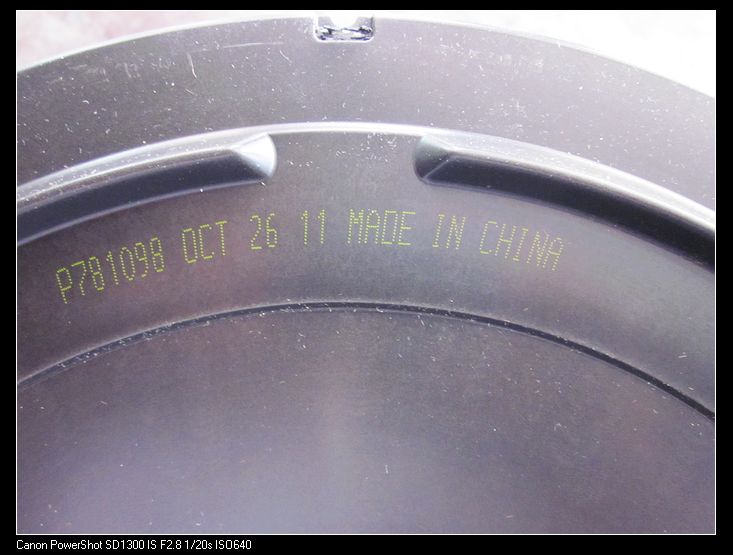 P781098 OCT 26 11 MADE IN CHINA
Canon PowerShot SD1300 IS F2.8 1/20s ISO640